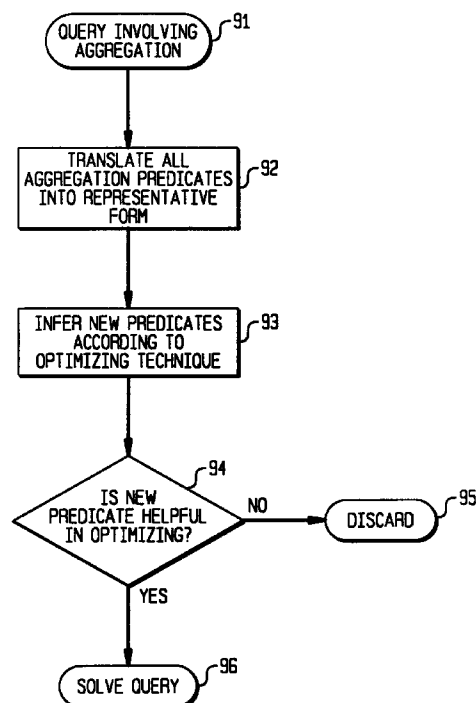 QUERY INVOLVING
AGGREGATION
91
TRANSLATE ALL
AGGREGATION PREDICATES
INTO REPRESENTATIVE
FORM
92
INFER NEW PREDICATES
ACCORDING TO
OPTIMIZING TECHNIQUE
93
94
IS NEW
PREDICATE HELPFUL
IN OPTIMIZING?
NO
DISCARD
95
YES
SOLVE QUERY
96